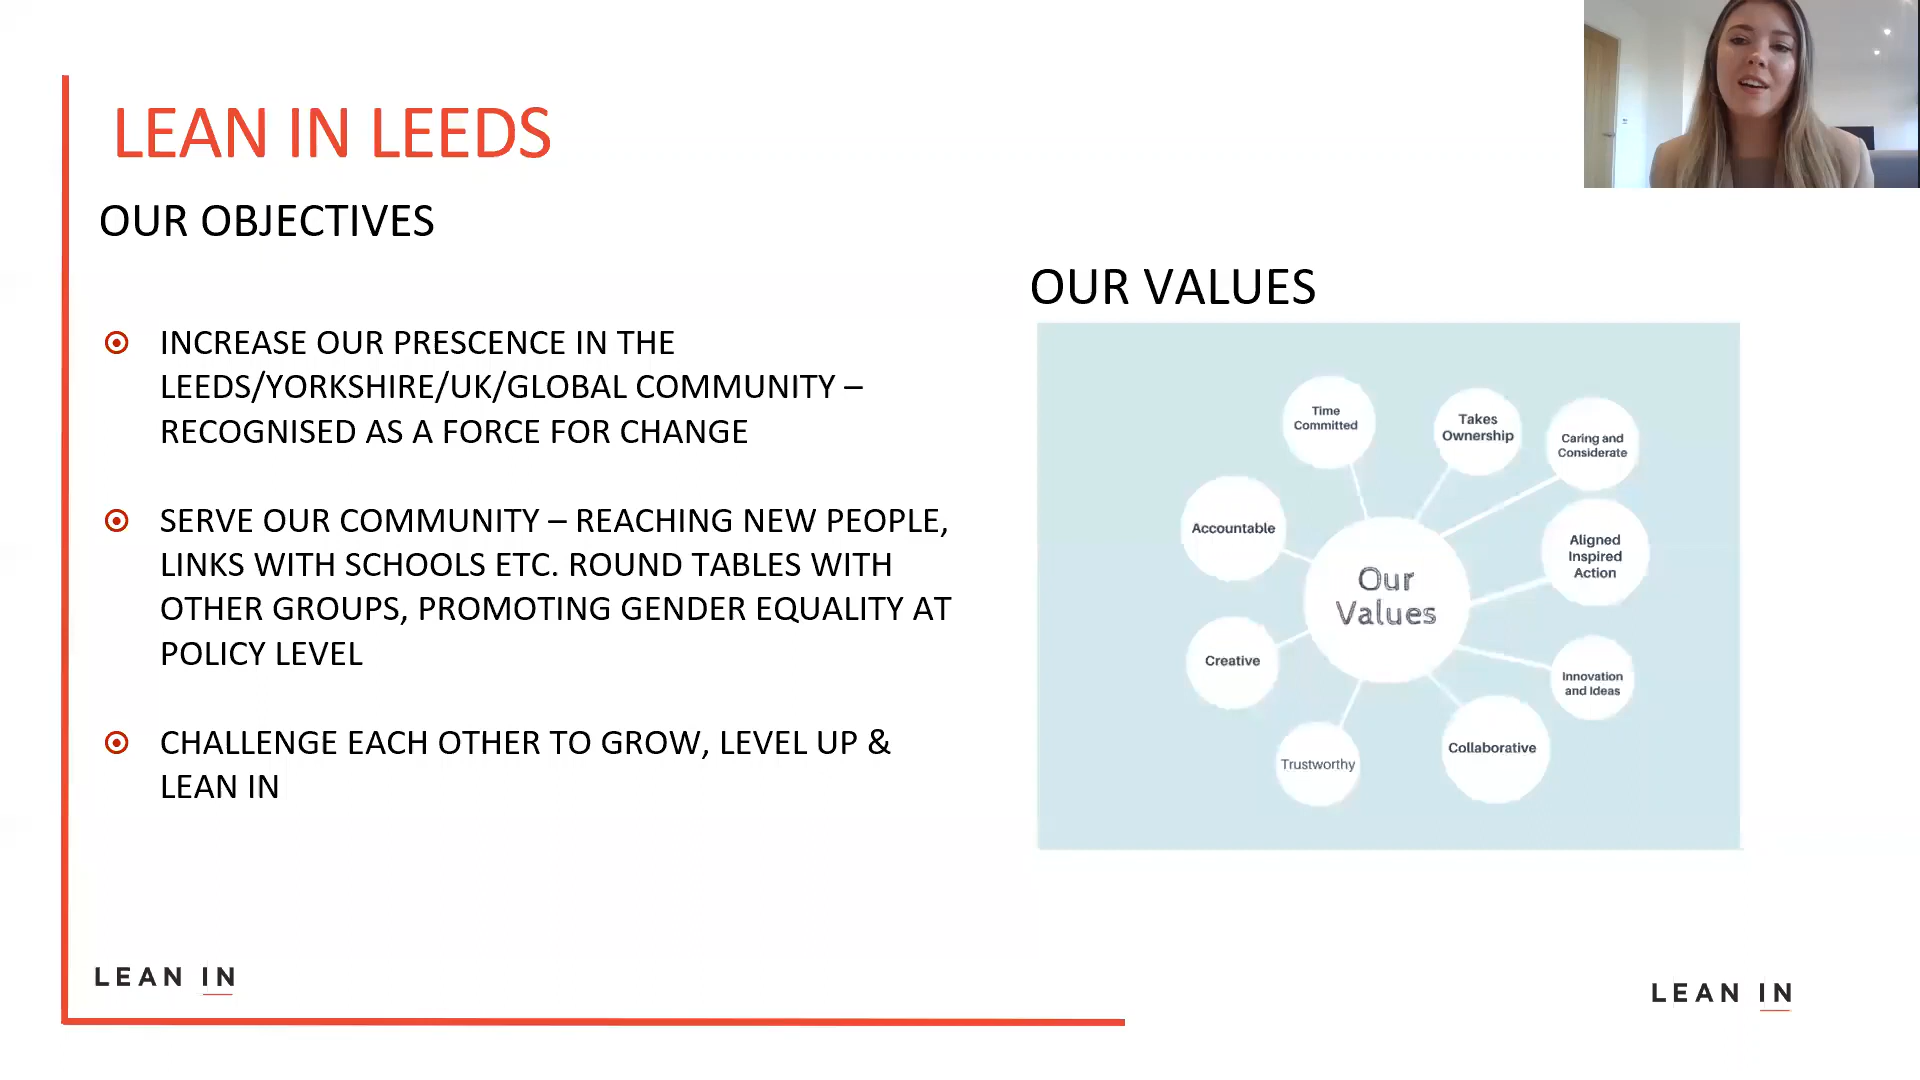 LEAN IN LEEDS
OUR OBJECTIVES
INCREASE OUR PRESCENCE IN THE
LEEDS/YORKSHIRE/UK/GLOBAL COMMUNITY –
RECOGNISED AS A FORCE FOR CHANGE
SERVE OUR COMMUNITY – REACHING NEW PEOPLE,
LINKS WITH SCHOOLS ETC. ROUND TABLES WITH
OTHER GROUPS, PROMOTING GENDER EQUALITY AT
POLICY LEVEL
CHALLENGE EACH OTHER TO GROW, LEVEL UP &
LEAN IN
OUR VALUES
Time
Committed
Takes
Ownership
Caring and
Considerate
Accountable
Aligned
Inspired
Action
Our
Values
Creative
Innovation
and Ideas
Trustworthy
Collaborative
LEAN IN
LEAN IN